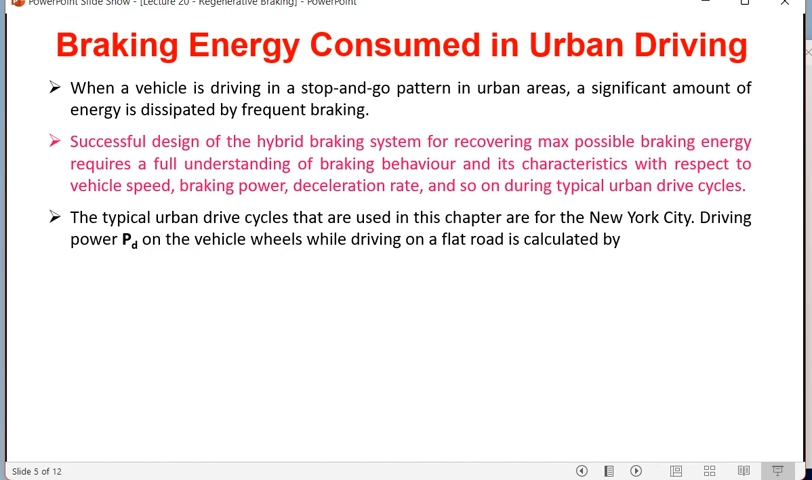 PowerPoint Slide Show - [Lecture 20 - Regenerative Braking] - PowerPoint
Braking Energy Consumed in Urban Driving
➢ When a vehicle is driving in a stop-and-go pattern in urban areas, a significant amount of
energy is dissipated by frequent braking.
➢ Successful design of the hybrid braking system for recovering max possible braking energy
requires a full understanding of braking behaviour and its characteristics with respect to
vehicle speed, braking power, deceleration rate, and so on during typical urban drive cycles.
➢ The typical urban drive cycles that are used in this chapter are for the New York City. Driving
power Pd on the vehicle wheels while driving on a flat road is calculated by
Slide 5 of 12